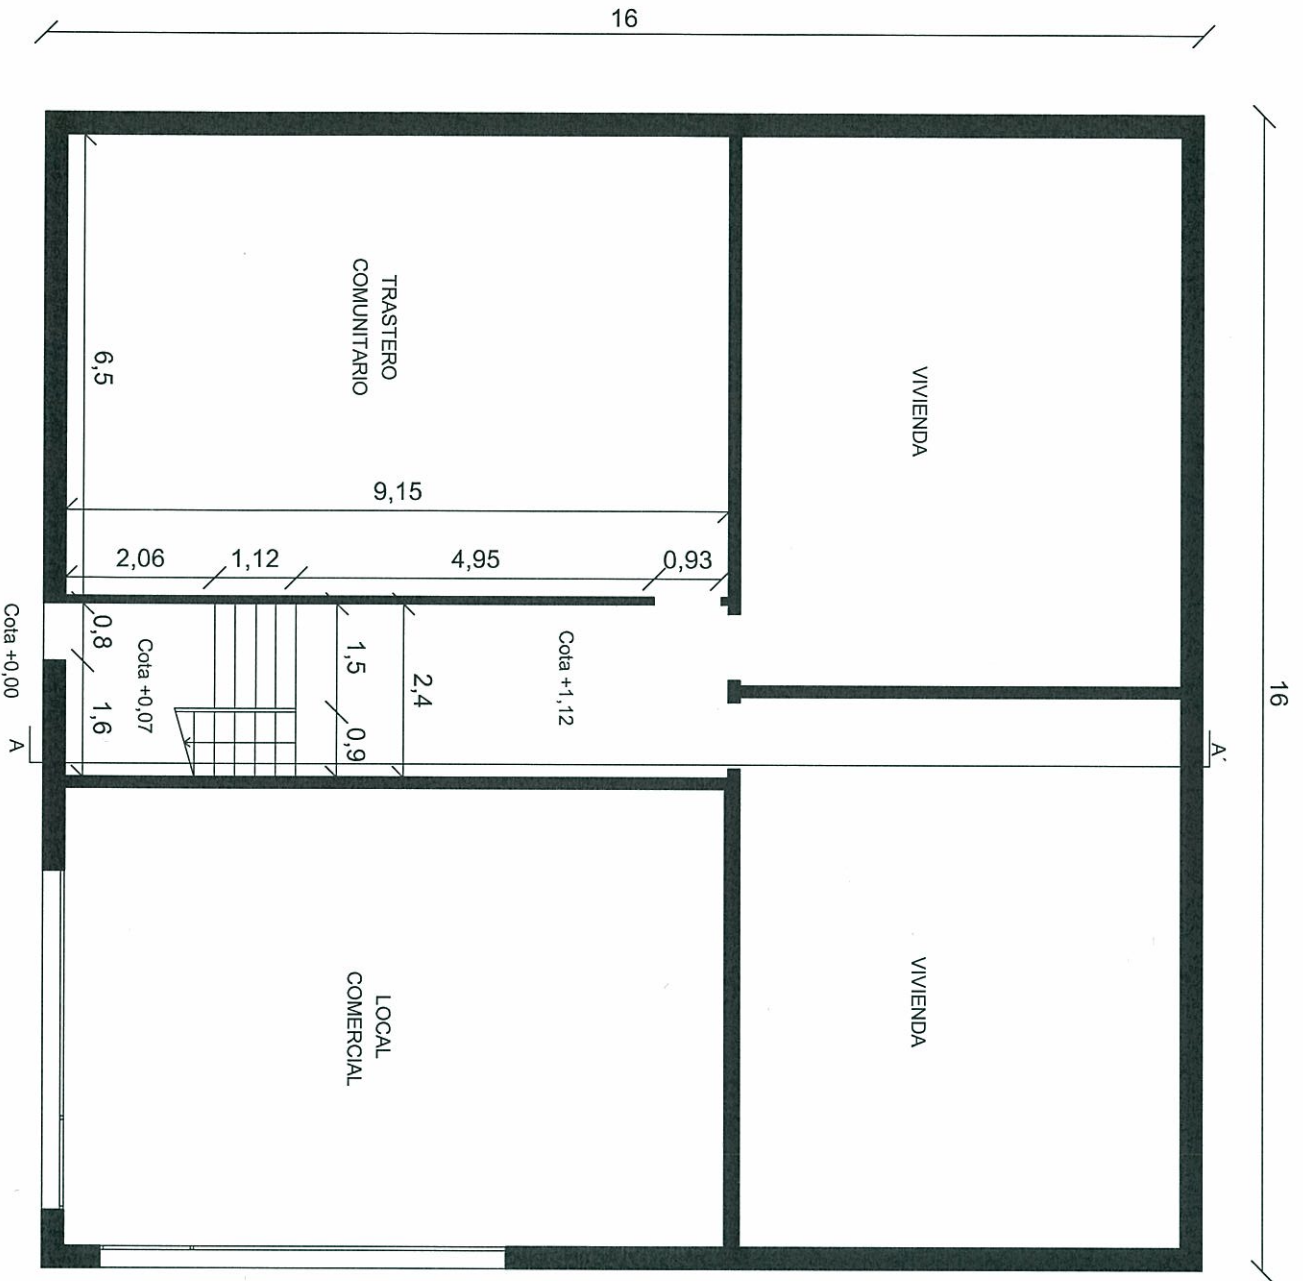 16
16
TRASTERO
COMUNITARIO
VIVIENDA
6,5
9,15
2,06
1,12
4,95
0,93
Cota +0,00
0,8
1,6
Cota +0,07
1,5
0,9
2,4
Cota +1,12
A
A´
LOCAL
COMERCIAL
VIVIENDA